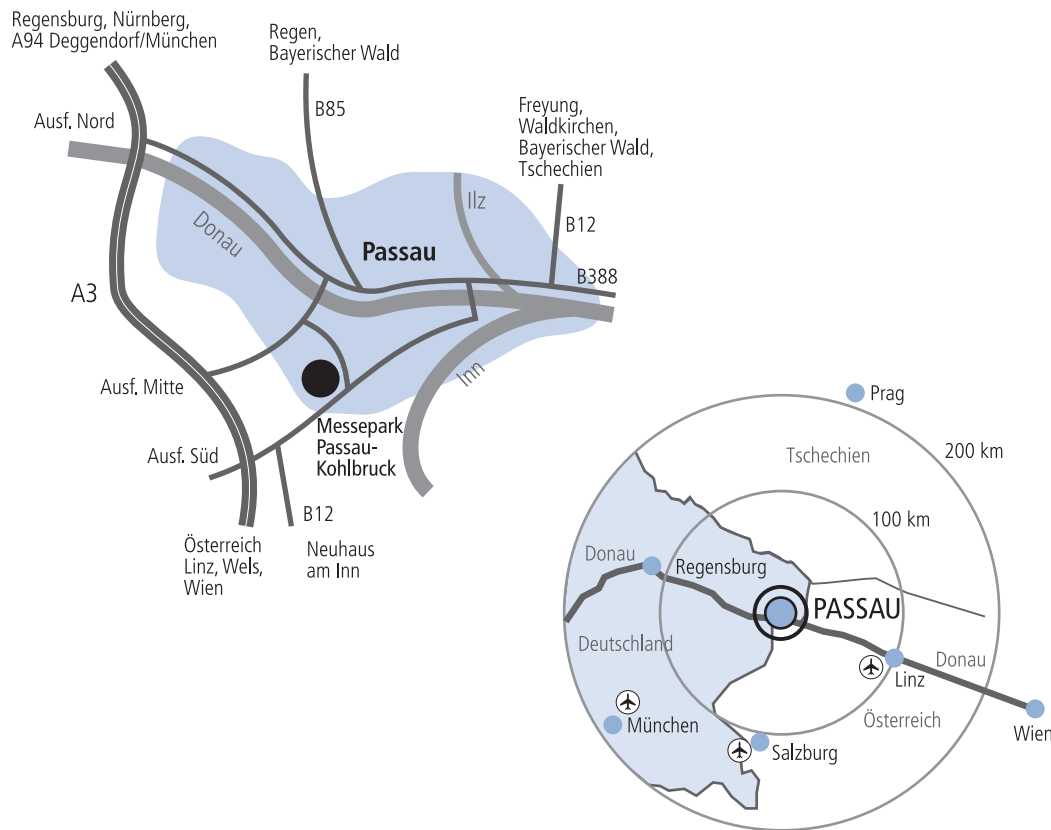 Regensburg, Nürnberg,
A94 Deggendorf/München
Regen,
Bayerischer Wald
B85
Ausf. Nord
Freyung,
Waldkirchen,
Bayerischer Wald,
Tschechien
Ilz
B12
Donau
Passau
B388
A3
Inn
Ausf. Mitte
Messepark
Passau-
Kohlbruck
Ausf. Süd
B12
Österreich
Linz, Wels,
Wien
Neuhaus
am Inn
Prag
200 km
Tschechien
100 km
Donau
Regensburg
PASSAU
Deutschland
Donau
Linz
Österreich
München
Wien
Salzburg